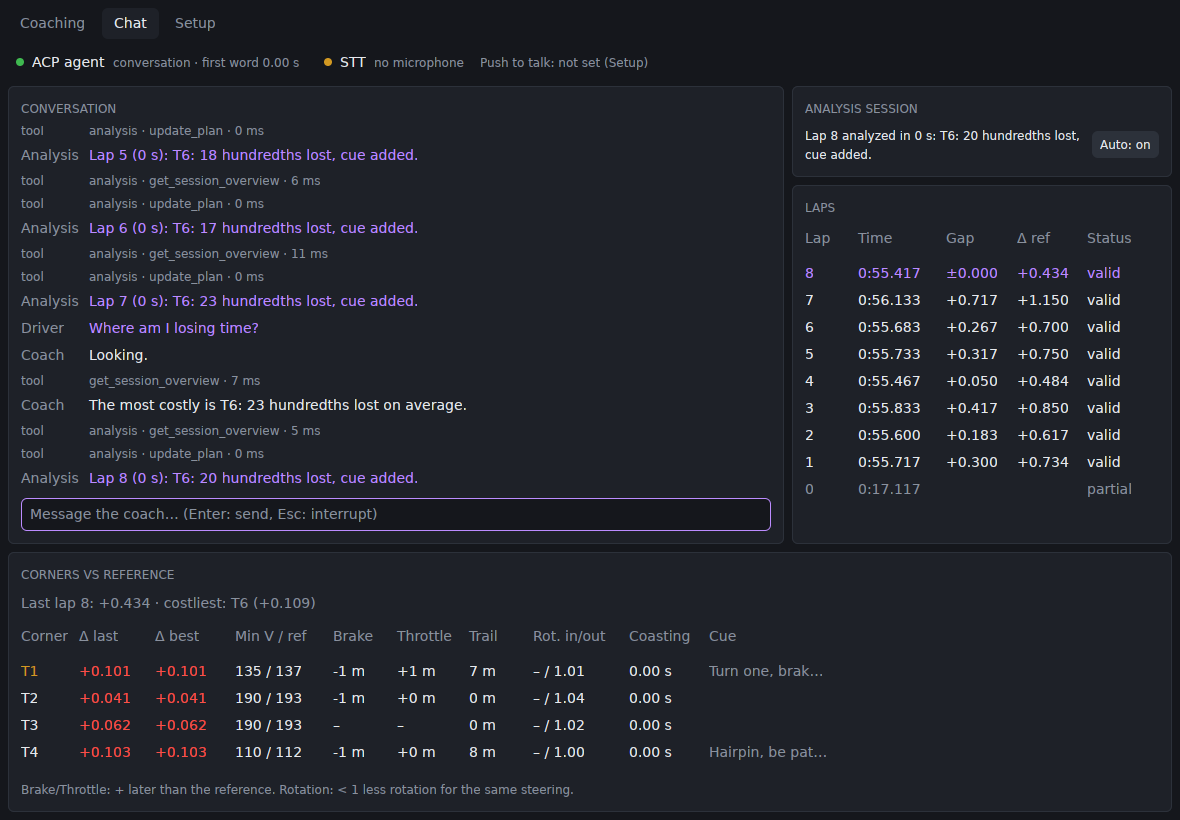 Coaching Chat Setup
ACP agent conversation · first word 0.00 s STT no microphone Push to talk: not set (Setup)
CONVERSATION
tool analysis · update_plan · 0 ms
Analysis Lap 5 (0 s): T6: 18 hundredths lost, cue added.
tool analysis · get_session_overview · 6 ms
tool analysis · update_plan · 0 ms
Analysis Lap 6 (0 s): T6: 17 hundredths lost, cue added.
tool analysis · get_session_overview · 11 ms
tool analysis · update_plan · 0 ms
Analysis Lap 7 (0 s): T6: 23 hundredths lost, cue added.
Driver Where am I losing time?
Coach Looking.
tool get_session_overview · 7 ms
Coach The most costly is T6: 23 hundredths lost on average.
tool analysis · get_session_overview · 5 ms
tool analysis · update_plan · 0 ms
Analysis Lap 8 (0 s): T6: 20 hundredths lost, cue added.
Message the coach... (Enter: send, Esc: interrupt)
ANALYSIS SESSION
Lap 8 analyzed in 0 s: T6: 20 hundredths lost,
cue added.
Auto: on
LAPS
Lap Time Gap Δ ref Status
8 0:55.417 ±0.000 +0.434 valid
7 0:56.133 +0.717 +1.150 valid
6 0:55.683 +0.267 +0.700 valid
5 0:55.733 +0.317 +0.750 valid
4 0:55.467 +0.050 +0.484 valid
3 0:55.833 +0.417 +0.850 valid
2 0:55.600 +0.183 +0.617 valid
1 0:55.717 +0.300 +0.734 valid
0 0:17.117 partial
CORNERS VS REFERENCE
Last lap 8: +0.434 · costliest: T6 (+0.109)
Corner Δ last Δ best Min V / ref Brake Throttle Trail Rot. in/out Coasting Cue
T1 +0.101 +0.101 135 / 137 -1 m +1 m 7 m – / 1.01 0.00 s Turn one, brak...
T2 +0.041 +0.041 190 / 193 -1 m +0 m 0 m – / 1.04 0.00 s
T3 +0.062 +0.062 190 / 193 – – 0 m – / 1.02 0.00 s
T4 +0.103 +0.103 110 / 112 -1 m +0 m 8 m – / 1.00 0.00 s Hairpin, be pat...
Brake/Throttle: + later than the reference. Rotation: < 1 less rotation for the same steering.